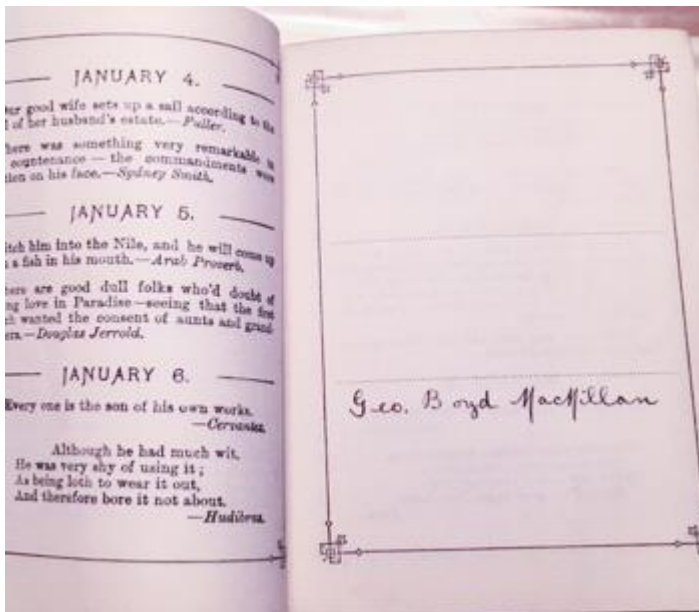 JANUARY 4.
good wife sets up a sail according to the
of her husband's estate.—Fuller.
there was something very remarkable in
countenance — the commandments were
on his face.—Sydney Smith.
JANUARY 5.
him into the Nile, and he will come up
a fish in his mouth.—Arab Proverb.
are good dull folks who'd doubt of
love in Paradise—seeing that the first
wanted the consent of aunts and grand-
—Douglas Jerrold.
JANUARY 6.
Every one is the son of his own works.
—Cervantes.
Although he had much wit,
He was very shy of using it;
As being loth to wear it out,
And therefore bore it not about.
—Hudibras.
Geo. Boyd MacMillan